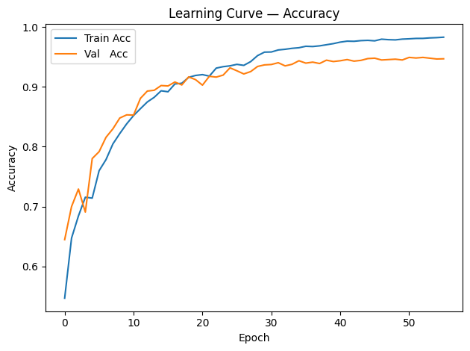 Learning Curve — Accuracy
Train Acc
Val Acc
Accuracy
1.0
0.9
0.8
0.7
0.6
0 10 20 30 40 50
Epoch